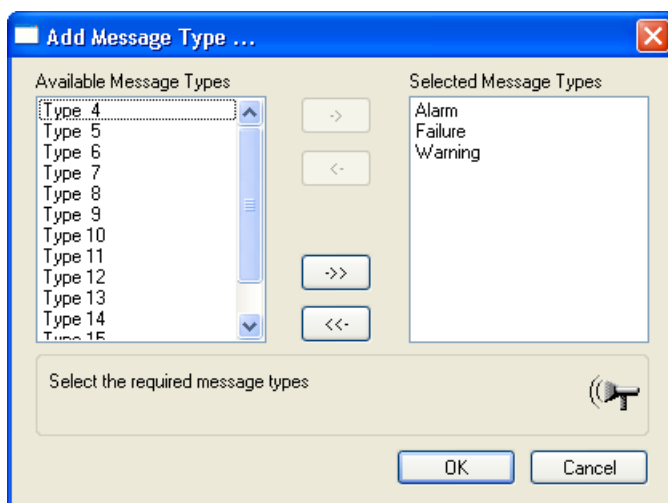 Add Message Type ...
Available Message Types
Type 4
Type 5
Type 6
Type 7
Type 8
Type 9
Type 10
Type 11
Type 12
Type 13
Type 14
Type 15
->
<-
->>
<<-
Selected Message Types
Alarm
Failure
Warning
Select the required message types
OK
Cancel